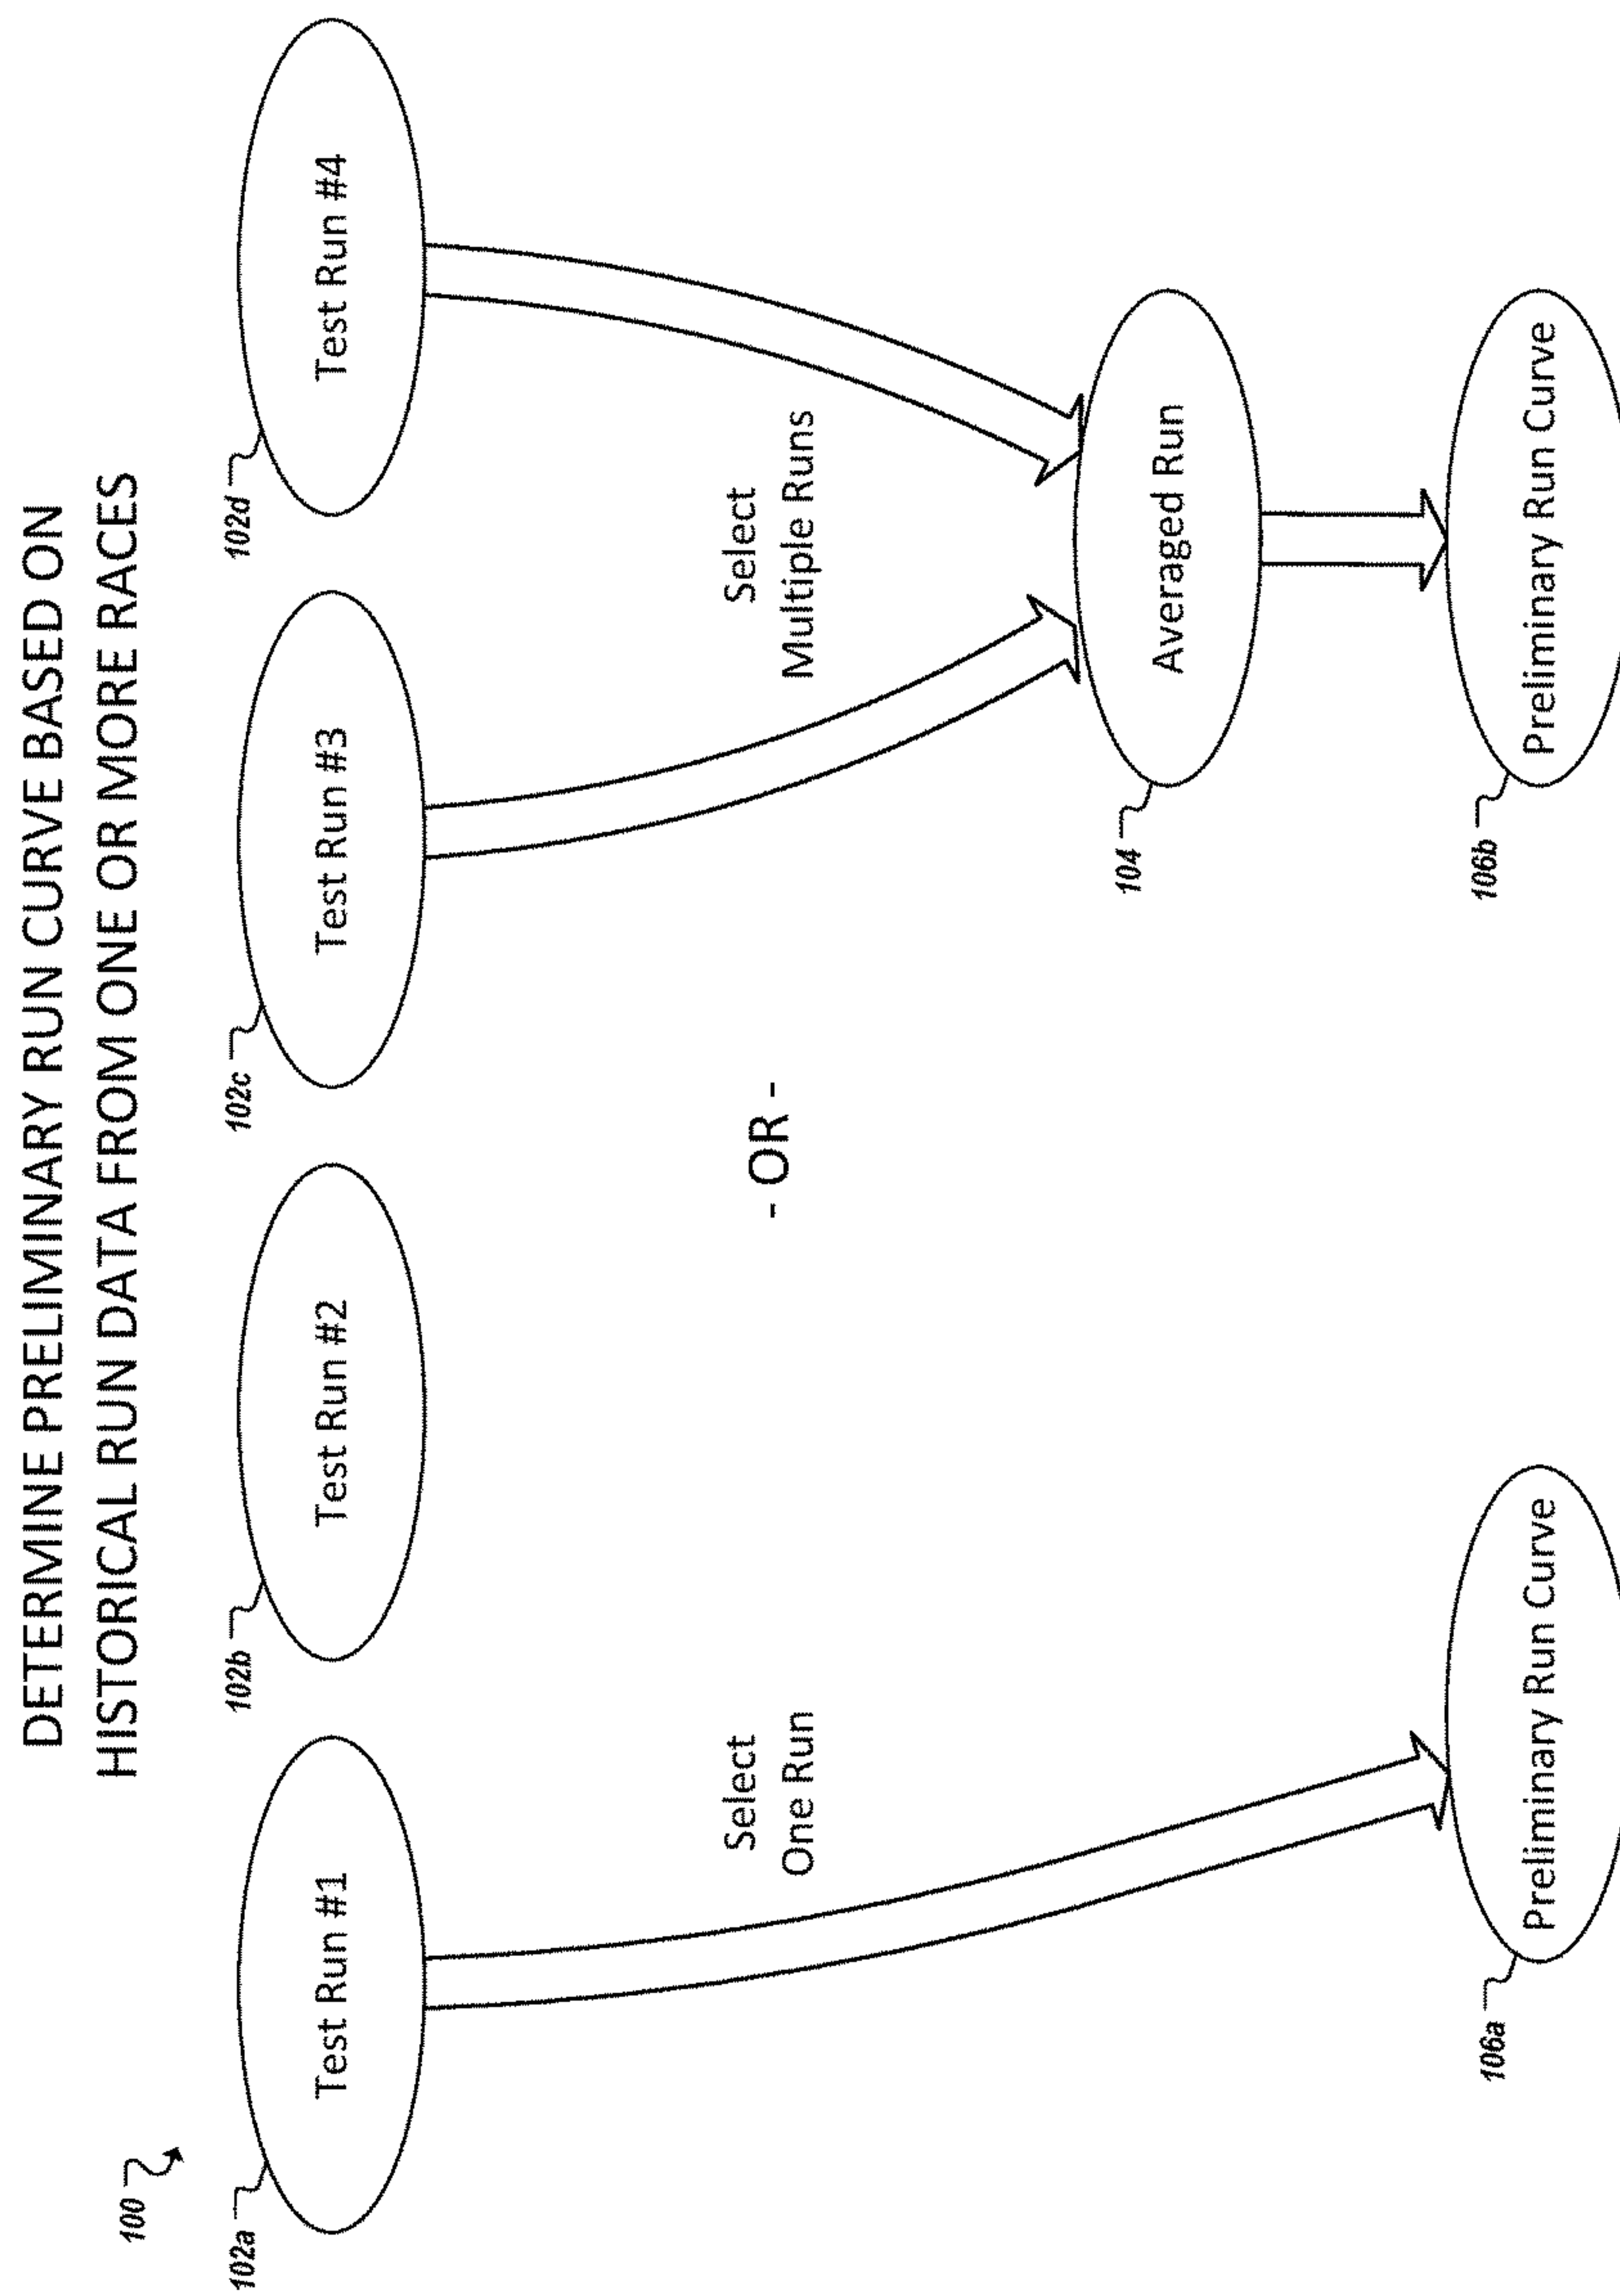 DETERMINE PRELIMINARY RUN CURVE BASED ON
HISTORICAL RUN DATA FROM ONE OR MORE RACES
100
102a
Test Run #1
102b
Test Run #2
102c
Test Run #3
102d
Test Run #4
Select
One Run
- OR -
Select
Multiple Runs
104
Averaged Run
106a
Preliminary Run Curve
106b
Preliminary Run Curve